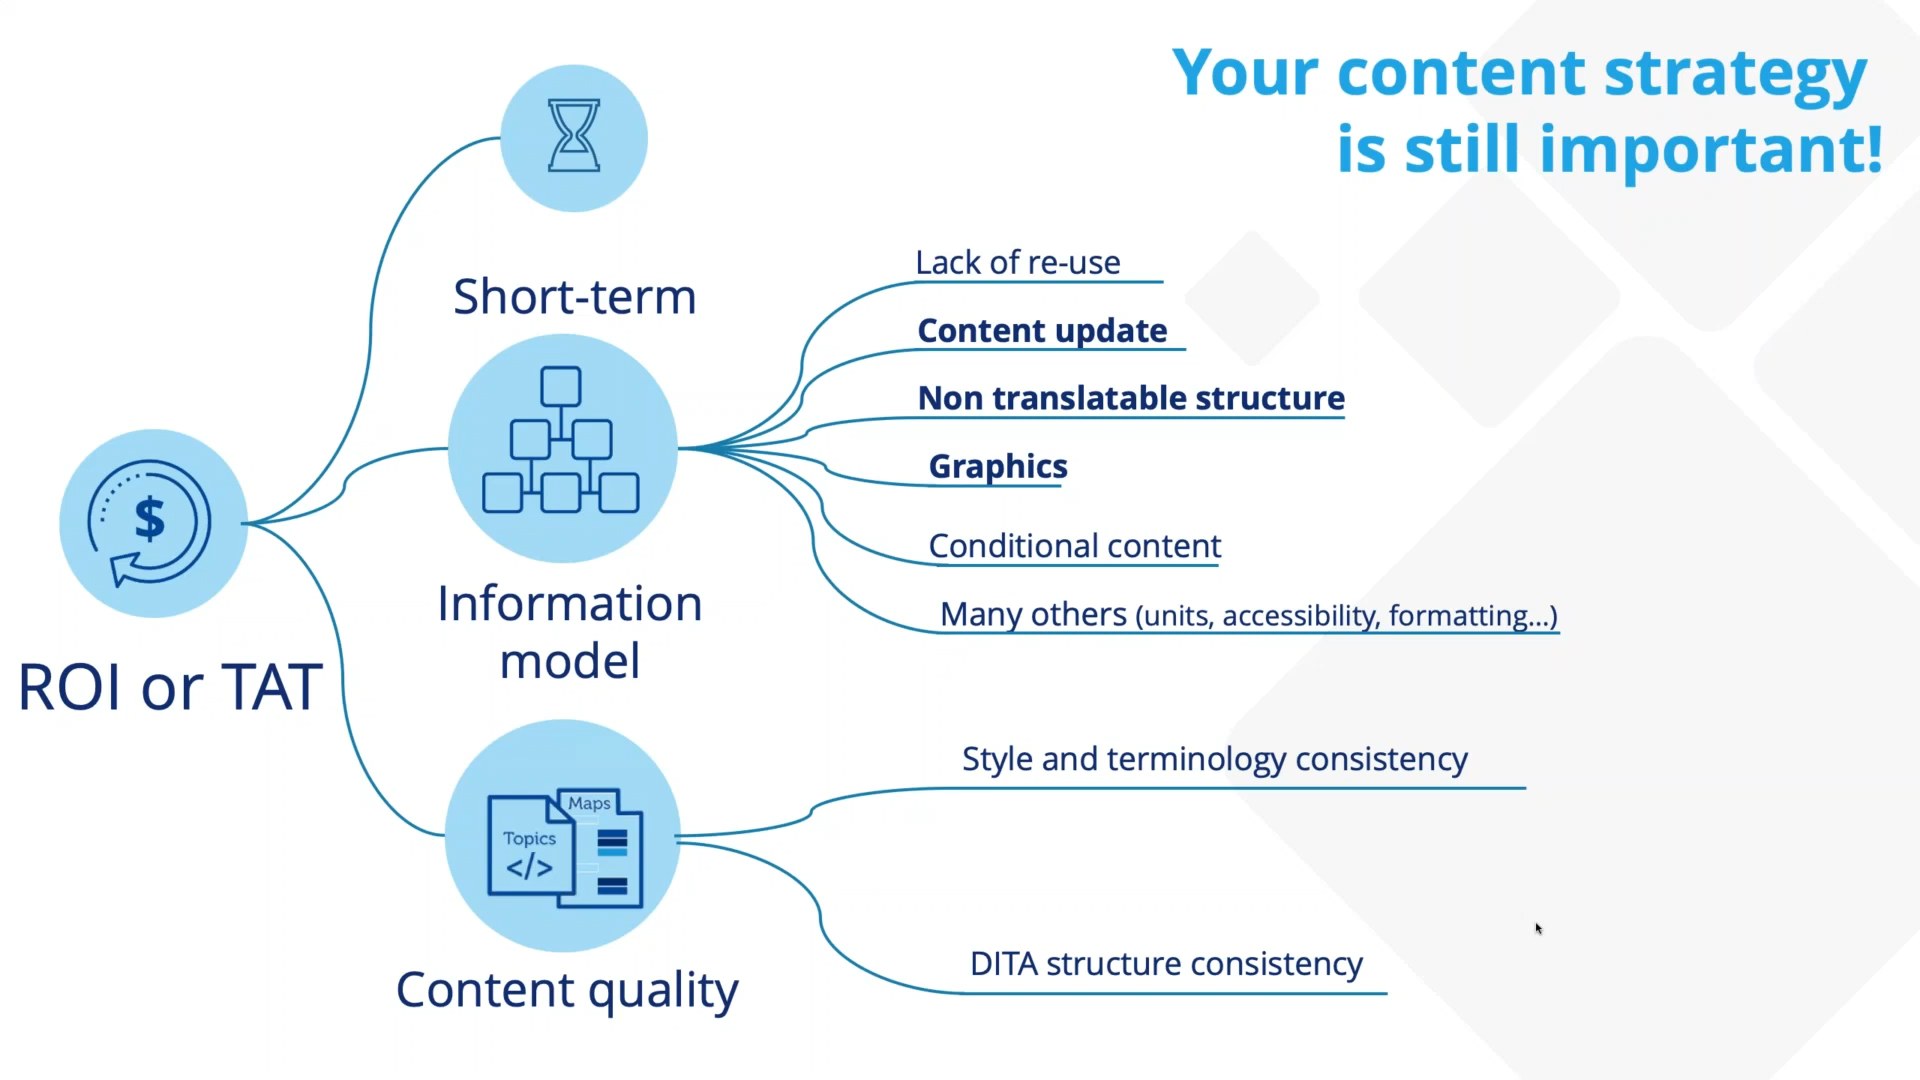 Your content strategy
is still important!
Short-term
Lack of re-use
Content update
Non translatable structure
Graphics
Conditional content
Many others (units, accessibility, formatting...)
Information
model
$
ROI or TAT
Style and terminology consistency
Maps
Topics
</>
DITA structure consistency
Content quality